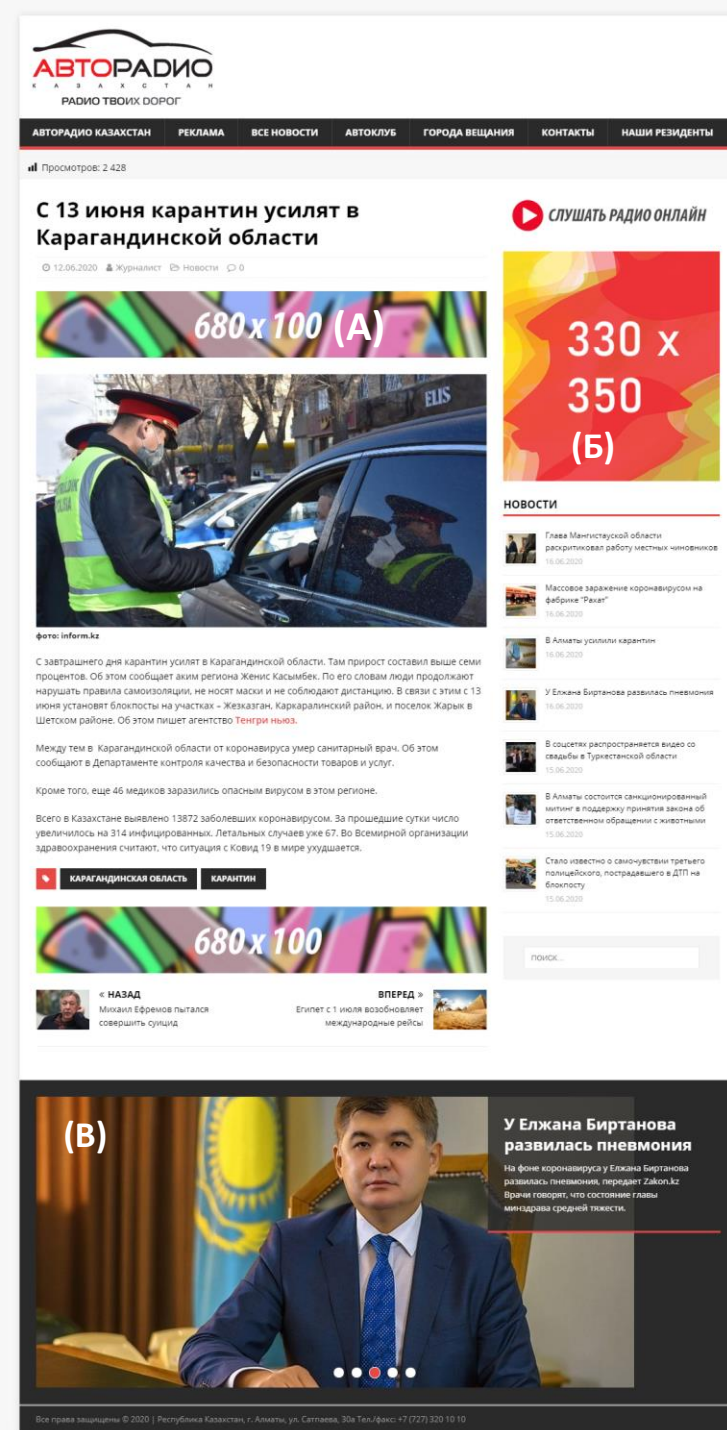 АВТОРАДИО
КАЗАХСТАН
РАДИО ТВОИХ DOPОГ
АВТОРАДИО КАЗАХСТАН РЕКЛАМА ВСЕ НОВОСТИ АВТОКЛУБ ГОРОДА ВЕЩАНИЯ КОНТАКТЫ НАШИ РЕЗИДЕНТЫ
Просмотров: 2 428
С 13 июня карантин усилят в
Карагандинской области
12.06.2020 Журналист Новости 0
680 x 100 (А)
ELIS
фото: inform.kz
С завтрашнего дня карантин усилят в Карагандинской области. Там прирост составил выше семи
процентов. Об этом сообщает аким региона Женис Касымбек. По его словам люди продолжают
нарушать правила самоизоляции, не носят маски и не соблюдают дистанцию. В связи с этим с 13
июня установят блокпосты на участках – Жезказган, Каркаралинский район, и поселок Жарык в
Шетском районе. Об этом пишет агентство Тенгри ньюз.
Между тем в Карагандинской области от коронавируса умер санитарный врач. Об этом
сообщают в Департаменте контроля качества и безопасности товаров и услуг.
Кроме того, еще 46 медиков заразились опасным вирусом в этом регионе.
Всего в Казахстане выявлено 13872 заболевших коронавирусом. За прошедшие сутки число
увеличилось на 314 инфицированных. Летальных случаев уже 67. Во Всемирной организации
здравоохранения считают, что ситуация с Ковид 19 в мире ухудшается.
КАРАГАНДИНСКАЯ ОБЛАСТЬ КАРАНТИН
680 x 100
« НАЗАД
Михаил Ефремов пытался
совершить суицид
ВПЕРЕД »
Египет с 1 июля возобновляет
международные рейсы
СЛУШАТЬ РАДИО ОНЛАЙН
330 x
350
(Б)
НОВОСТИ
Глава Мангистауской области
раскритиковал работу местных чиновников
16.06.2020
Массовое заражение коронавирусом на
фабрике "Рахат"
16.06.2020
В Алматы усилили карантин
16.06.2020
У Елжана Биртанова развилась пневмония
16.06.2020
В соцсетях распространяется видео со
свадьбы в Туркестанской области
15.06.2020
В Алматы состоится санкционированный
митинг в поддержку принятия закона об
ответственном обращении с животными
15.06.2020
Стало известно о самочувствии третьего
полицейского, пострадавшего в ДТП на
блокпосту
15.06.2020
поиск...
(В)
У Елжана Биртанова
развилась пневмония
На фоне коронавируса у Елжана Биртанова
развилась пневмония, передает Zakon.kz
Врачи говорят, что состояние главы
минздрава средней тяжести.
Все права защищены © 2020 | Республика Казахстан, г. Алматы, ул. Сатпаева, 30а Тел./факс: +7 (727) 320 10 10